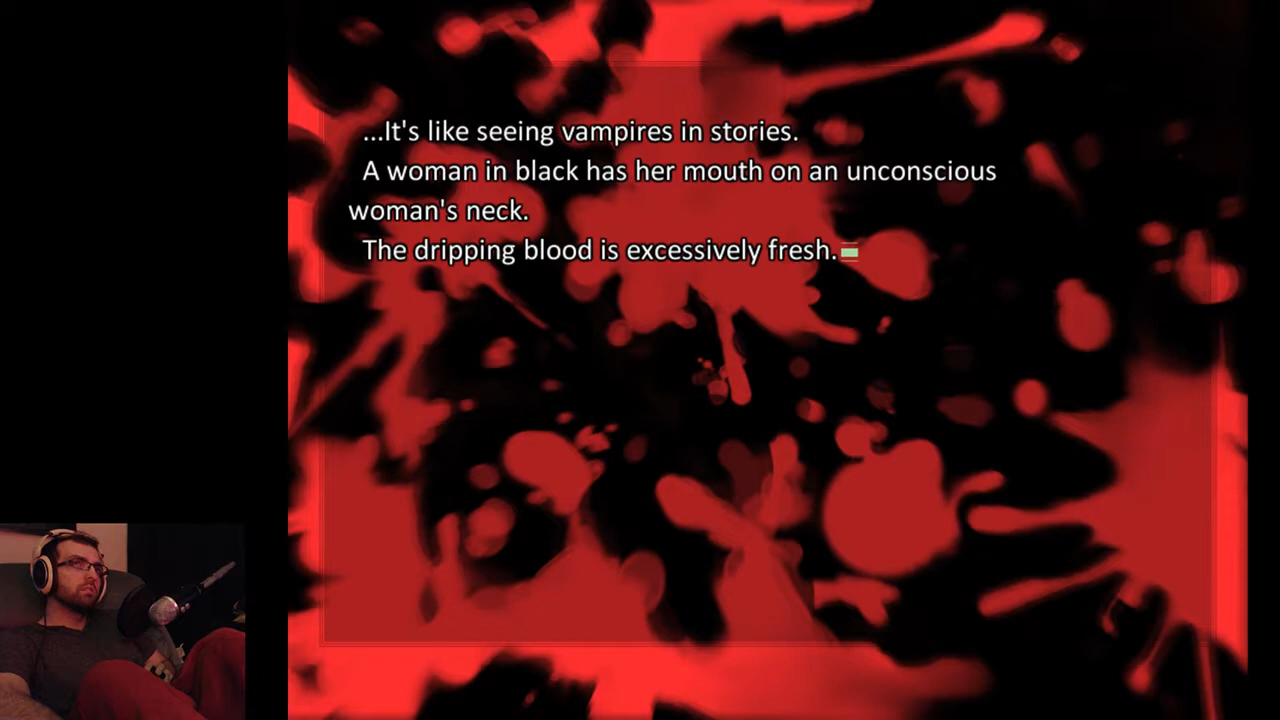 ...It's like seeing vampires in stories.
A woman in black has her mouth on an unconscious
woman's neck.
The dripping blood is excessively fresh.